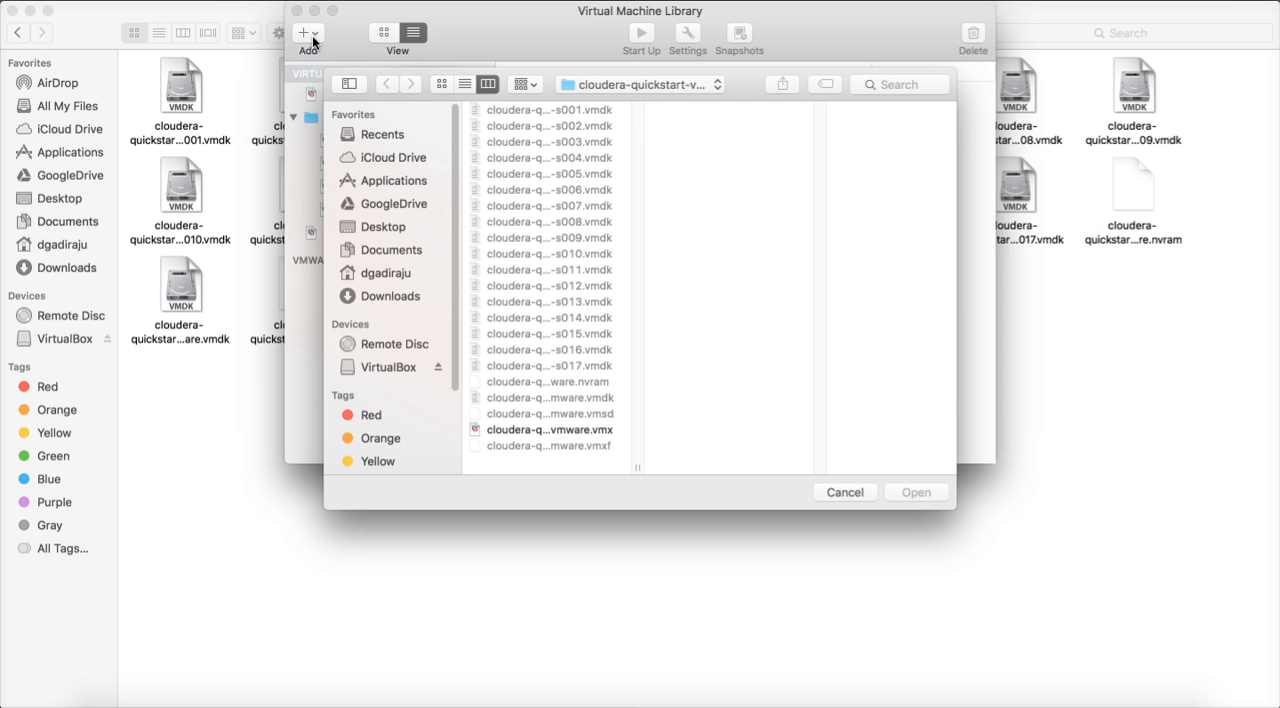 Virtual Machine Library
Add
View
Start Up
Settings
Snapshots
Delete
Search
Favorites
AirDrop
All My Files
iCloud Drive
Applications
GoogleDrive
Desktop
Documents
dgadiraju
Downloads
Devices
Remote Disc
VirtualBox
Tags
Red
Orange
Yellow
Green
Blue
Purple
Gray
All Tags...
VMDK
cloudera-
quickstar...001.vmdk
VMDK
cloudera-
quickstar...010.vmdk
VMDK
cloudera-
quickstar...are.vmdk
VIRTU
VMWA
cloudera-quickstart-v...
Search
Favorites
Recents
iCloud Drive
Applications
GoogleDrive
Desktop
Documents
dgadiraju
Downloads
Devices
Remote Disc
VirtualBox
Tags
Red
Orange
Yellow
cloudera-q...-s001.vmdk
cloudera-q...-s002.vmdk
cloudera-q...-s003.vmdk
cloudera-q...-s004.vmdk
cloudera-q...-s005.vmdk
cloudera-q...-s006.vmdk
cloudera-q...-s007.vmdk
cloudera-q...-s008.vmdk
cloudera-q...-s009.vmdk
cloudera-q...-s010.vmdk
cloudera-q...-s011.vmdk
cloudera-q...-s012.vmdk
cloudera-q...-s013.vmdk
cloudera-q...-s014.vmdk
cloudera-q...-s015.vmdk
cloudera-q...-s016.vmdk
cloudera-q...-s017.vmdk
cloudera-q...ware.nvram
cloudera-q...mware.vmdk
cloudera-q...mware.vmsd
cloudera-q...vmware.vmx
cloudera-q...mware.vmxf
Cancel
Open
VMDK
loudera-
tar...08.vmdk
VMDK
cloudera-
quickstar...09.vmdk
VMDK
loudera-
tar...017.vmdk
cloudera-
quickstar...re.nvram